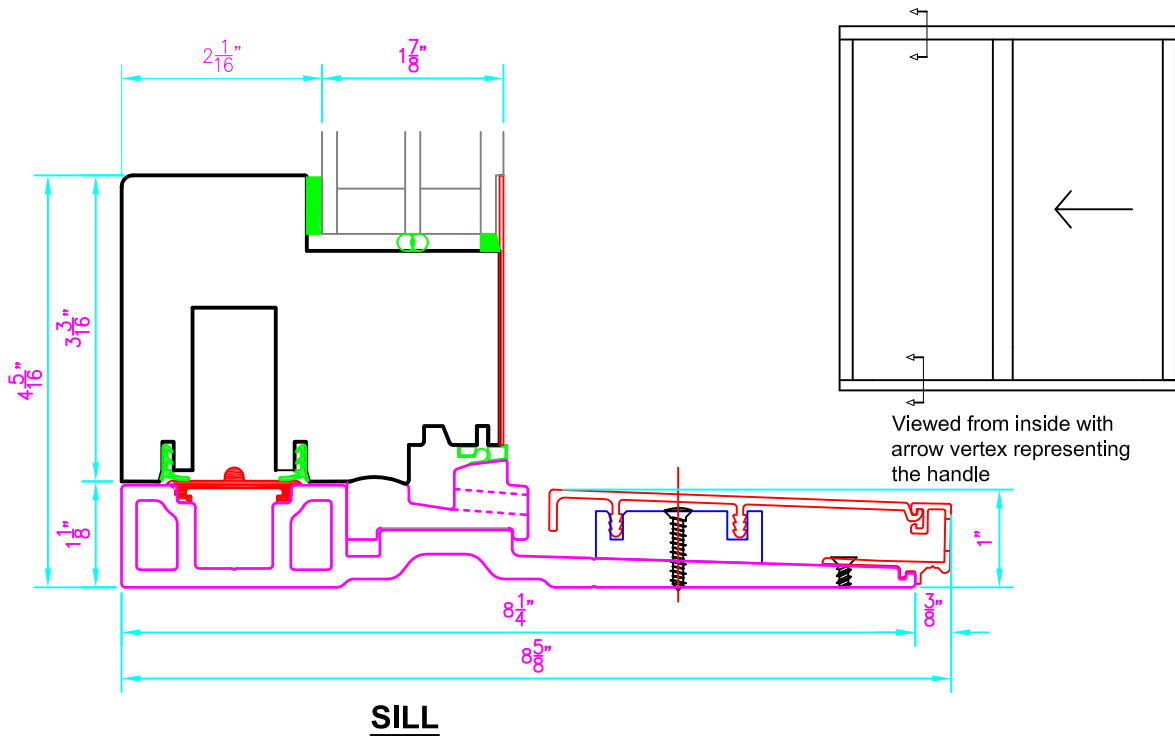 2 1/16"
1 7/8"
3 3/16"
4 5/16"
1 1/8"
1"
8 1/4"
3/8"
8 5/8"
Viewed from inside with
arrow vertex representing
the handle
SILL